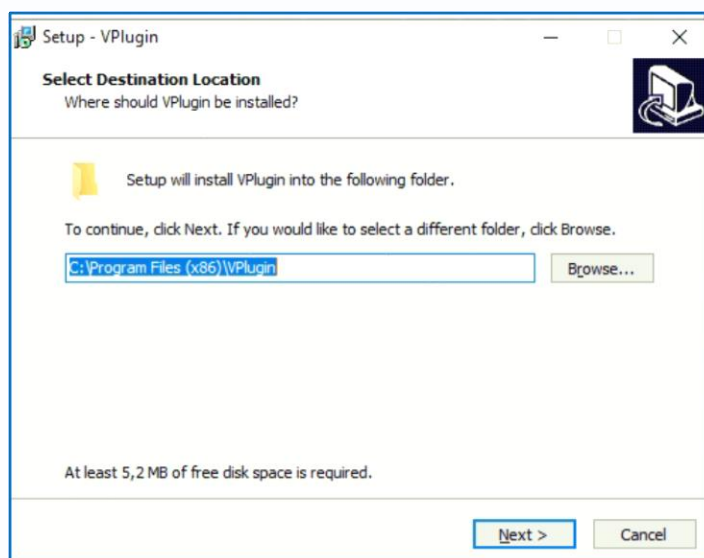 Setup - VPlugin
Select Destination Location
Where should VPlugin be installed?
Setup will install VPlugin into the following folder.
To continue, click Next. If you would like to select a different folder, click Browse.
C:\Program Files (x86)\VPlugin
Browse...
At least 5,2 MB of free disk space is required.
Next >
Cancel